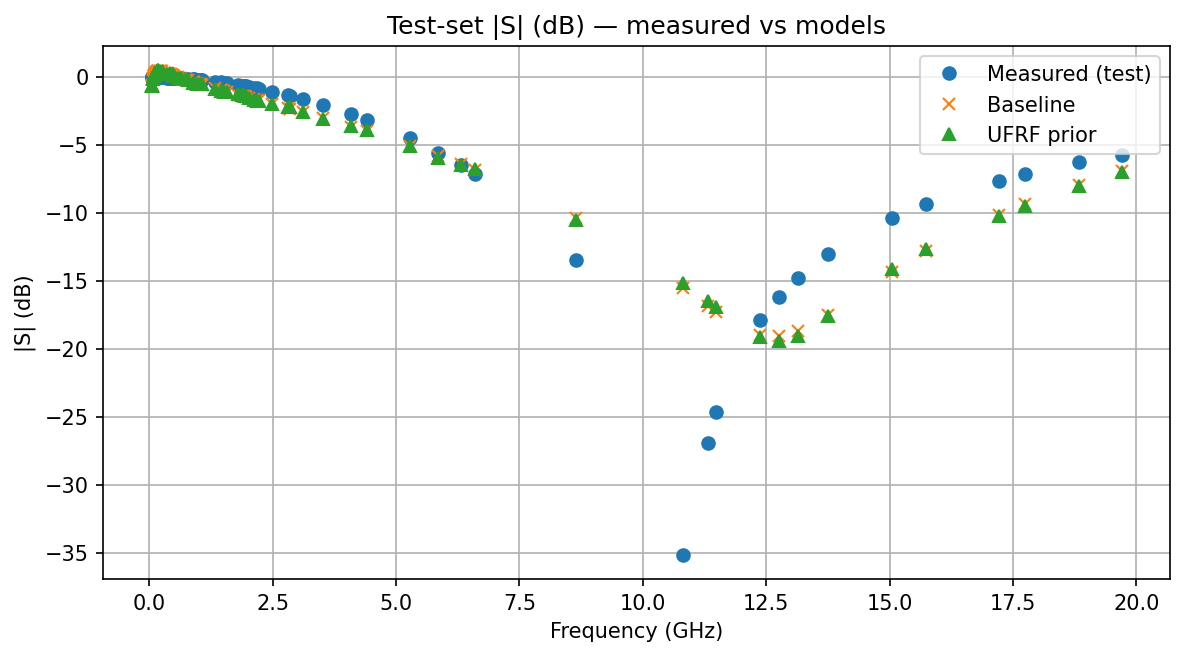 Test-set |S| (dB) — measured vs models
Measured (test)
Baseline
UFRF prior
|S| (dB)
0
−5
−10
−15
−20
−25
−30
−35
0.0 2.5 5.0 7.5 10.0 12.5 15.0 17.5 20.0
Frequency (GHz)